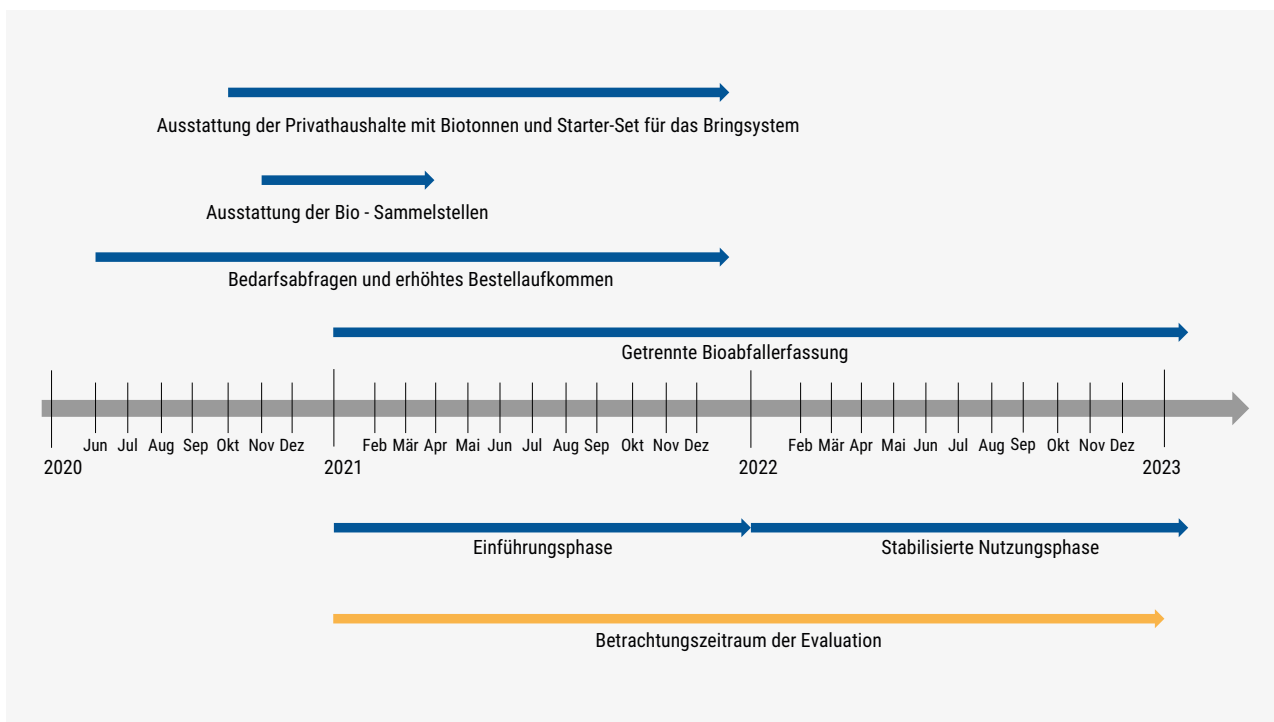 Ausstattung der Privathaushalte mit Biotonnen und Starter-Set für das Bringsystem
Ausstattung der Bio - Sammelstellen
Bedarfsabfragen und erhöhtes Bestellaufkommen
Getrennte Bioabfallerfassung
Jun Jul Aug Sep Okt Nov Dez Feb Mär Apr Mai Jun Jul Aug Sep Okt Nov Dez Feb Mär Apr Mai Jun Jul Aug Sep Okt Nov Dez
2020 2021 2022 2023
Einführungsphase Stabilisierte Nutzungsphase
Betrachtungszeitraum der Evaluation